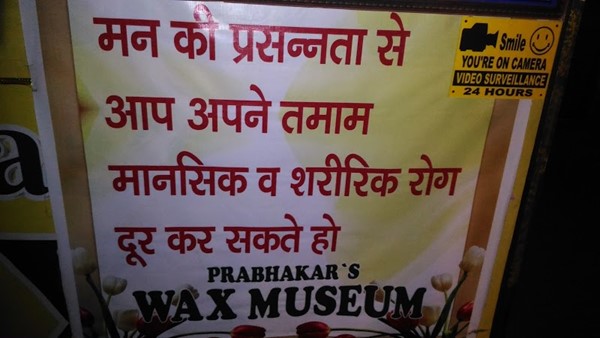 मन की प्रसन्नता से
आप अपने तमाम
मानसिक व शरीरिक रोग
दूर कर सकते हो
PRABHAKAR`S
WAX MUSEUM
Smile
YOU'RE ON CAMERA
VIDEO SURVEILLANCE
24 HOURS
a